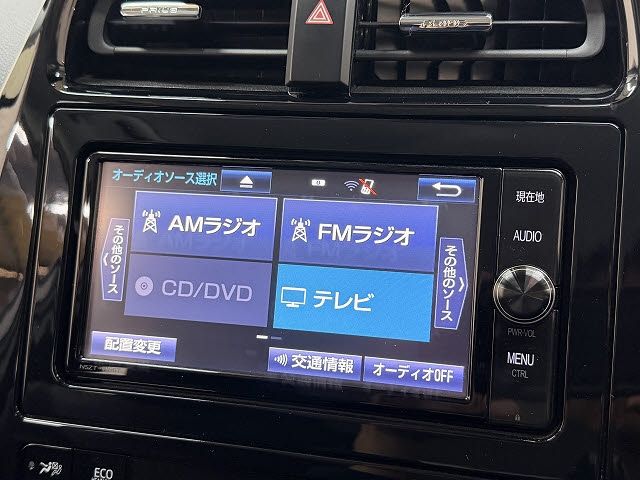 オーディオソース選択
現在地
AMラジオ
FMラジオ
その他のソース
その他のソース
AUDIO
CD/DVD
テレビ
PWR・VOL
配置変更
交通情報
オーディオOFF
MENU
CTRL
ECO